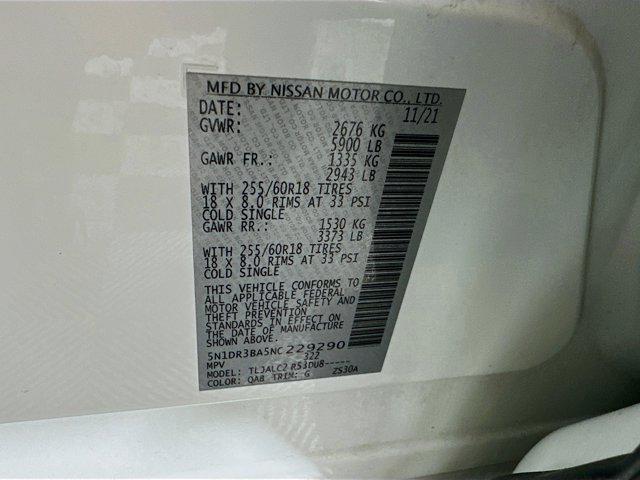 MFD BY NISSAN MOTOR CO., LTD.
DATE: 11/21
GVWR: 2676 KG
5900 LB
GAWR FR.: 1335 KG
2943 LB
WITH 255/60R18 TIRES
18 X 8.0 RIMS AT 33 PSI
COLD SINGLE
GAWR RR.: 1530 KG
3373 LB
WITH 255/60R18 TIRES
18 X 8.0 RIMS AT 33 PSI
COLD SINGLE
THIS VEHICLE CONFORMS TO
ALL APPLICABLE FEDERAL
MOTOR VEHICLE SAFETY AND
THEFT PREVENTION
STANDARDS IN EFFECT ON
THE DATE OF MANUFACTURE
SHOWN ABOVE.
5N1DR3BA5NC229290
MPV 322
MODEL: TLJALC2 R53DU8-----
COLOR: QAB TRIM: G ZS30A